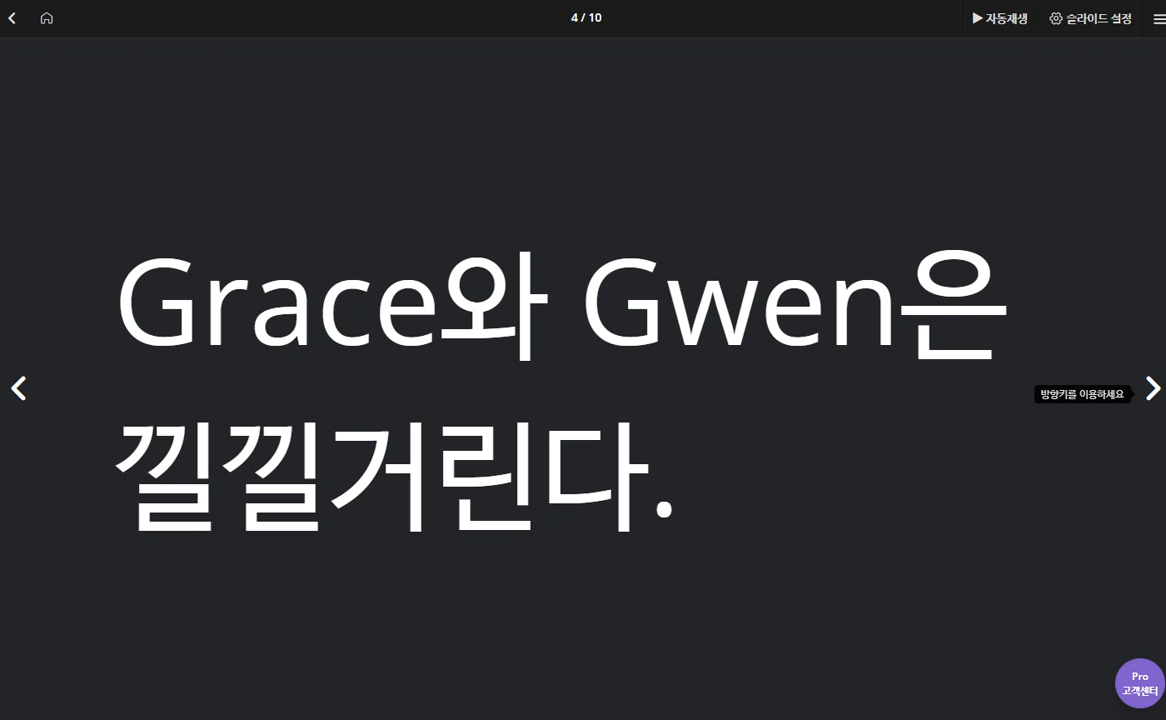 4 / 10
자동재생
슬라이드 설정
Grace와 Gwen은
낄낄거린다.
방향키를 이용하세요
Pro
고객센터